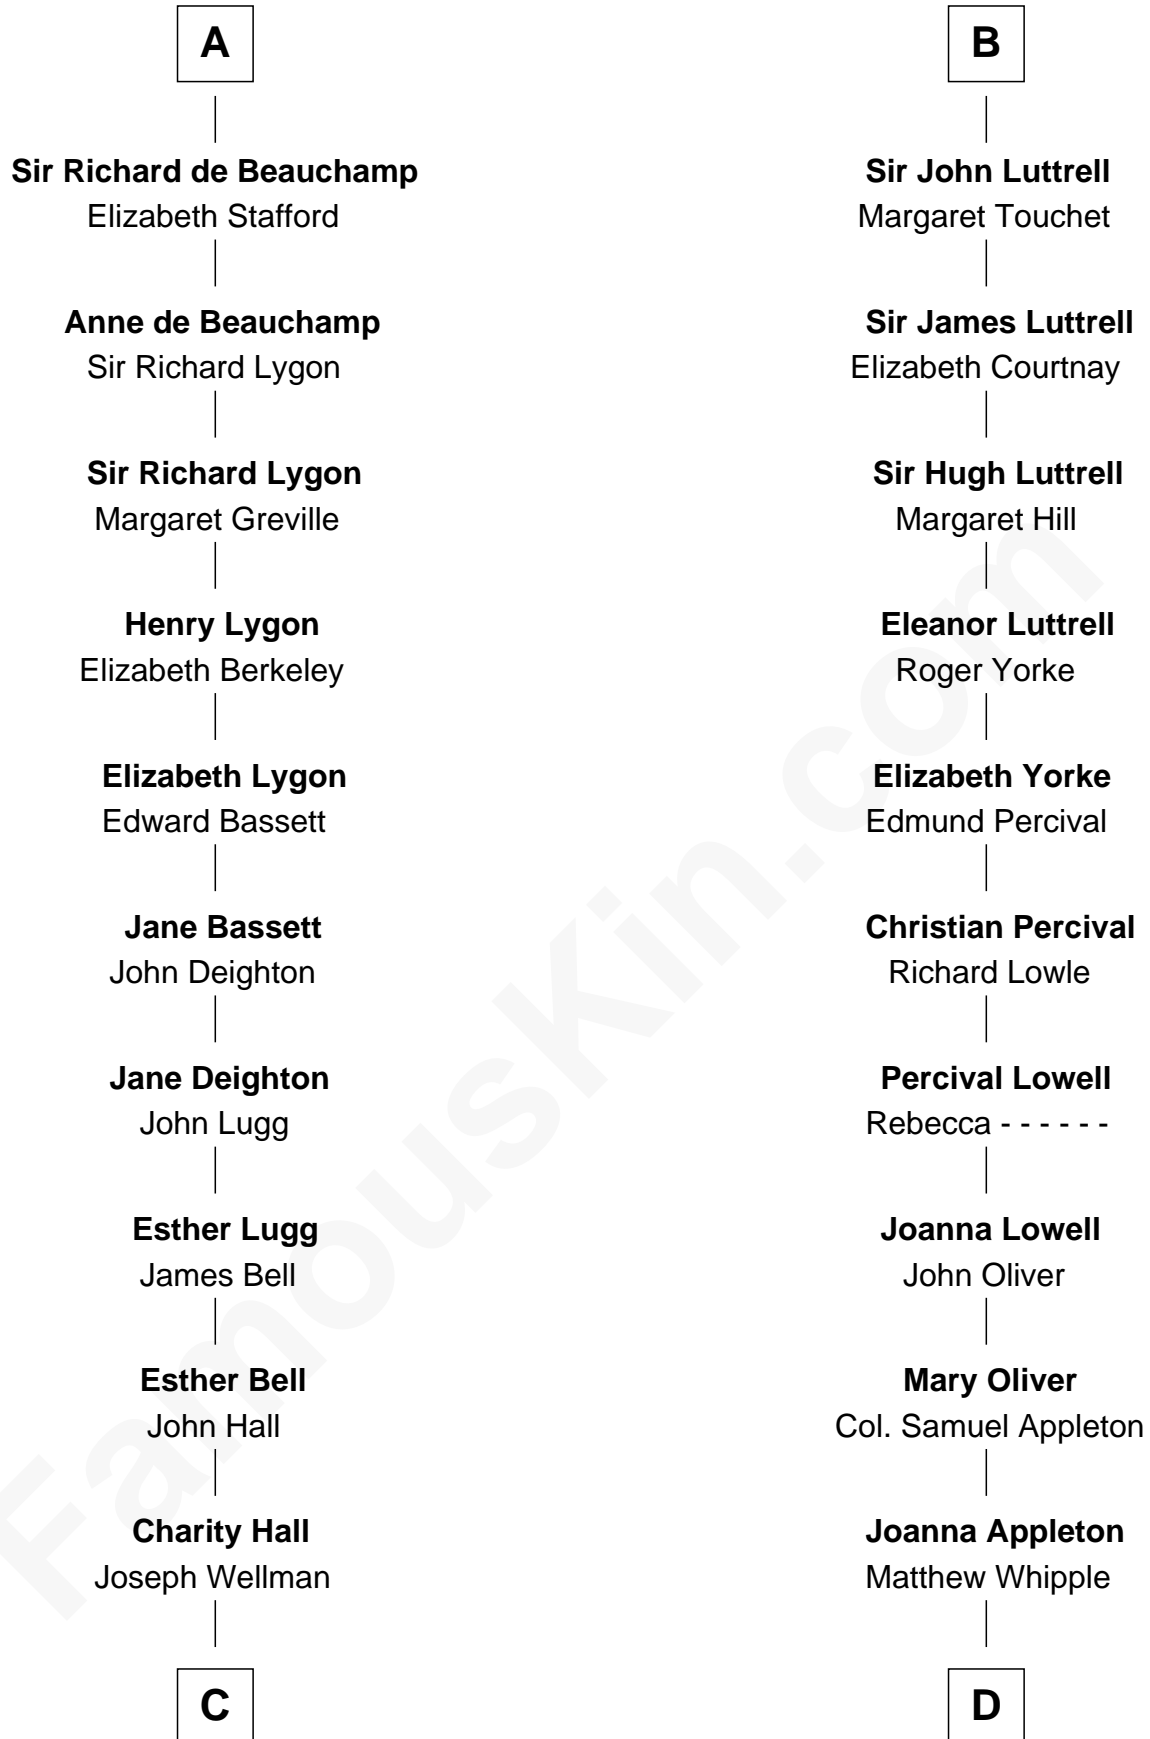 A
Sir Richard de Beauchamp
Elizabeth Stafford
Anne de Beauchamp
Sir Richard Lygon
Sir Richard Lygon
Margaret Greville
Henry Lygon
Elizabeth Berkeley
Elizabeth Lygon
Edward Bassett
Jane Bassett
John Deighton
Jane Deighton
John Lugg
Esther Lugg
James Bell
Esther Bell
John Hall
Charity Hall
Joseph Wellman
C
B
Sir John Luttrell
Margaret Touchet
Sir James Luttrell
Elizabeth Courtnay
Sir Hugh Luttrell
Margaret Hill
Eleanor Luttrell
Roger Yorke
Elizabeth Yorke
Edmund Percival
Christian Percival
Richard Lowle
Percival Lowell
Rebecca - - - - - -
Joanna Lowell
John Oliver
Mary Oliver
Col. Samuel Appleton
Joanna Appleton
Matthew Whipple
D
FamousKin.com